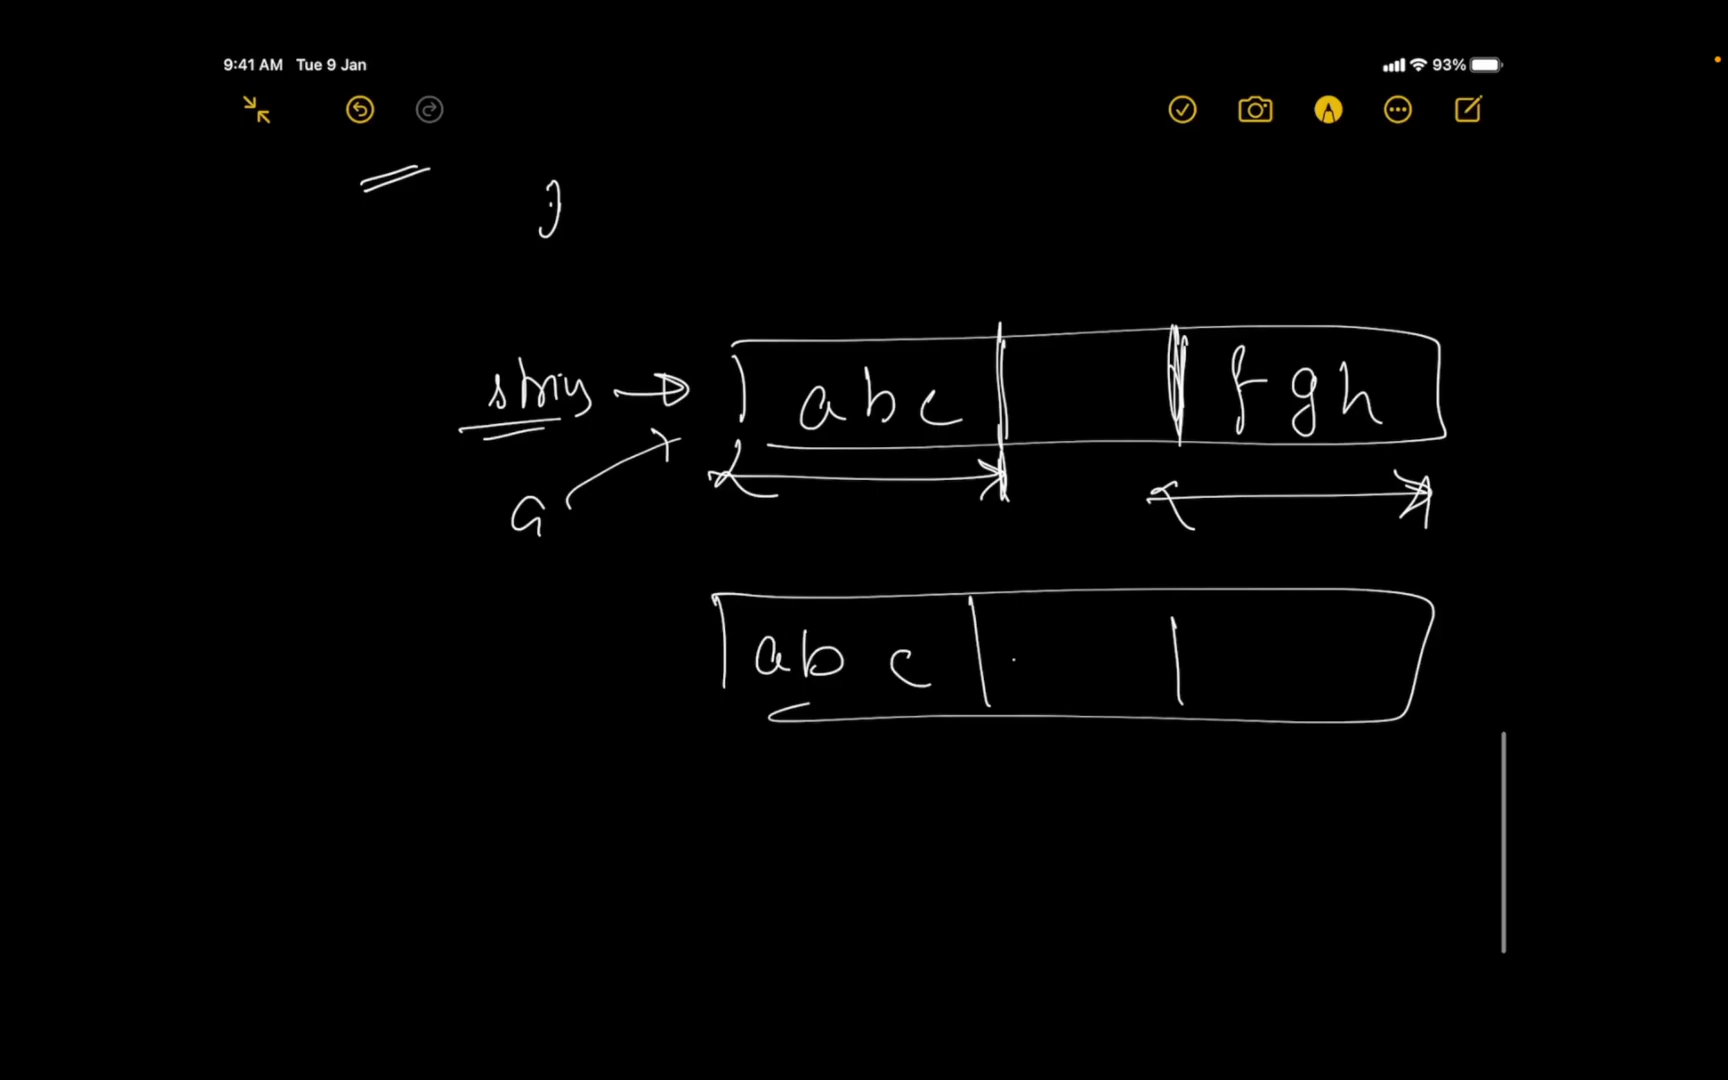 9:41 AM Tue 9 Jan 93%
}
string → abc fgh
a
abc